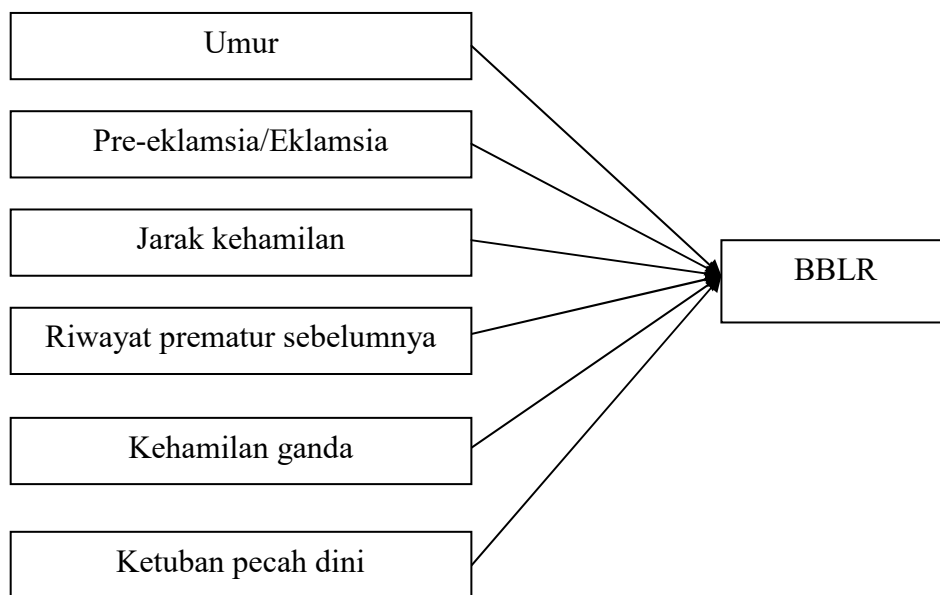 Umur
Pre-eklamsia/Eklamsia
Jarak kehamilan
Riwayat prematur sebelumnya
Kehamilan ganda
Ketuban pecah dini
BBLR